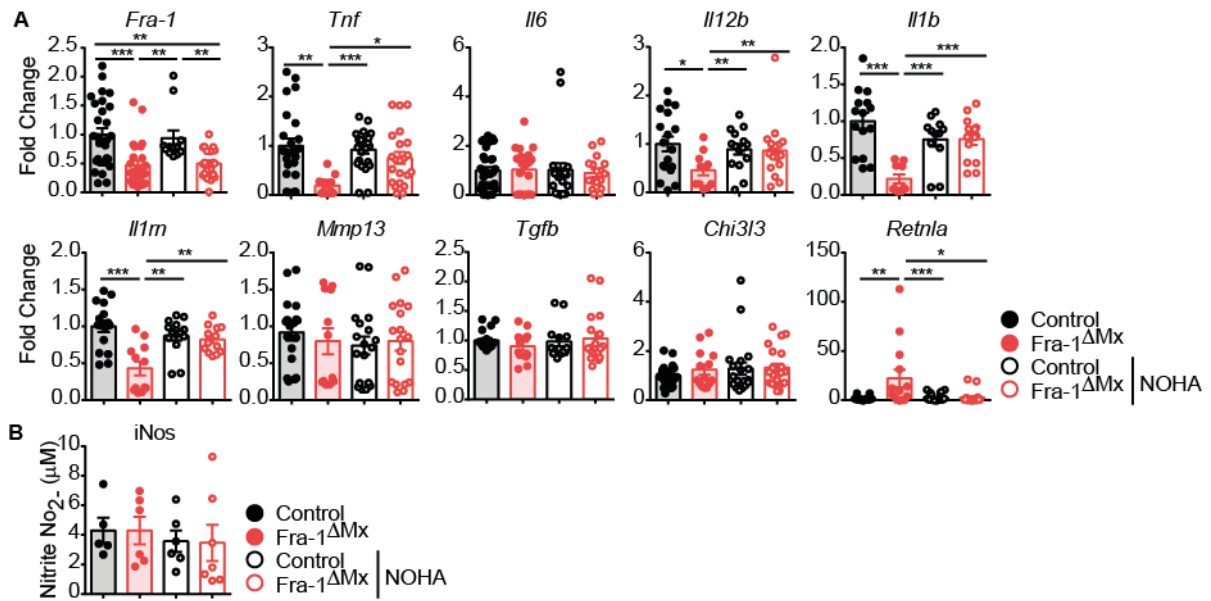 A
Fra-1 Tnf Il6 Il12b Il1b
Fold Change
2.5 2.0 1.5 1.0 0.5 0.0
** *** ** **
3 2 1 0
* ** ***
6 4 2 0
3 2 1 0
** * **
2.0 1.5 1.0 0.5 0.0
*** *** ***
Il1rn Mmp13 Tgfb Chi3l3 Retnla
Fold Change
2.0 1.5 1.0 0.5 0.0
** *** **
2.0 1.5 1.0 0.5 0.0
2.5 2.0 1.5 1.0 0.5 0.0
6 4 2 0
150 100 50 25 0
* ** ***
Control
Fra-1ΔMx
Control
Fra-1ΔMx
NOHA
B
iNos
Nitrite No2- (μM)
10 8 6 4 2 0
Control
Fra-1ΔMx
Control
Fra-1ΔMx
NOHA